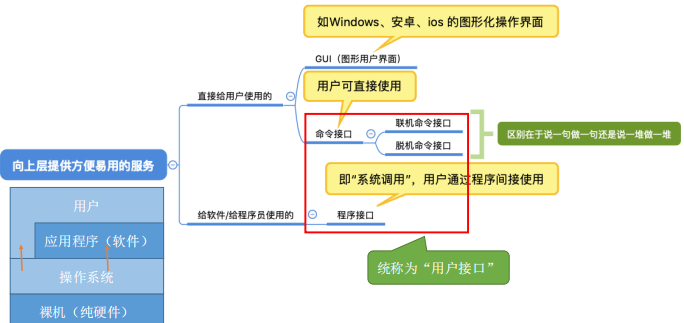 如Windows、安卓、ios 的图形化操作界面
GUI（图形用户界面）
直接给用户使用的
用户可直接使用
联机命令接口
命令接口
脱机命令接口
区别在于说一句做一句还是说一堆做一堆
向上层提供方便易用的服务
即“系统调用”，用户通过程序间接使用
给软件/给程序员使用的
程序接口
统称为“用户接口”
用户
应用程序（软件）
操作系统
裸机（纯硬件）